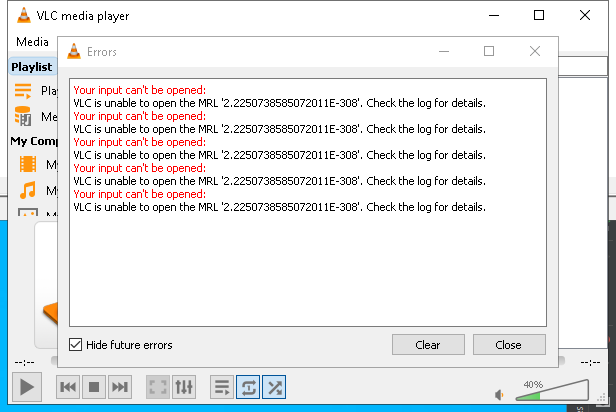 VLC media player
Media
Errors
Playlist
Your input can't be opened:
VLC is unable to open the MRL '2.2250738585072011E-308'. Check the log for details.
Your input can't be opened:
VLC is unable to open the MRL '2.2250738585072011E-308'. Check the log for details.
Your input can't be opened:
VLC is unable to open the MRL '2.2250738585072011E-308'. Check the log for details.
Your input can't be opened:
VLC is unable to open the MRL '2.2250738585072011E-308'. Check the log for details.
Your input can't be opened:
VLC is unable to open the MRL '2.2250738585072011E-308'. Check the log for details.
Pla
Me
My Comp
My
My
Hide future errors
Clear
Close
--:--
--:--
40%